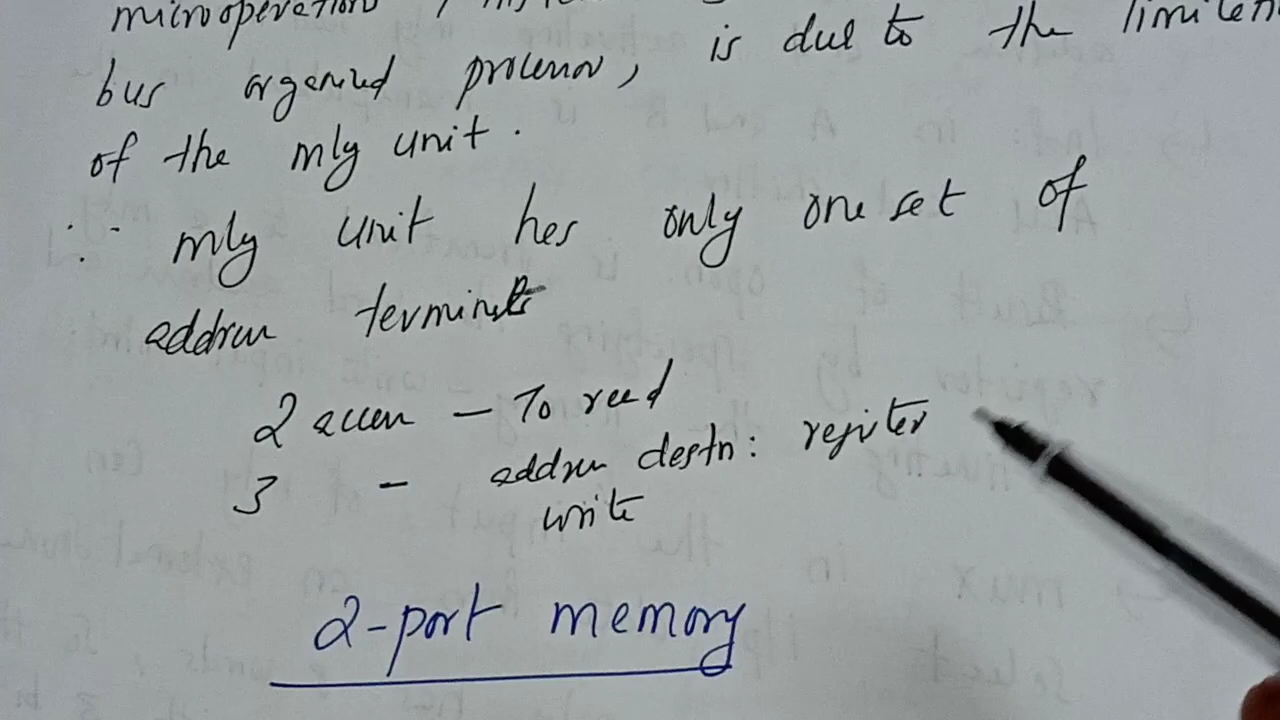 microoperation
bus organized processor, is due to the
of the mly unit.
∴ mly unit has only one set of
address terminals
2 access - To read
3 - address destn: register
write
2-port memory